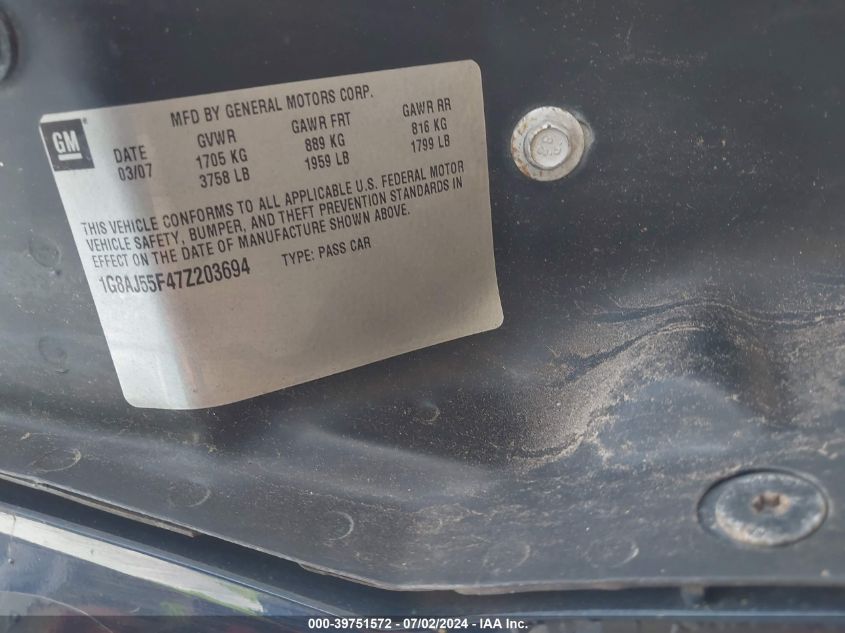 MFD BY GENERAL MOTORS CORP.
GM
DATE GVWR GAWR FRT GAWR RR
03/07 1705 KG 889 KG 816 KG
3758 LB 1959 LB 1799 LB
THIS VEHICLE CONFORMS TO ALL APPLICABLE U.S. FEDERAL MOTOR
VEHICLE SAFETY, BUMPER, AND THEFT PREVENTION STANDARDS IN
EFFECT ON THE DATE OF MANUFACTURE SHOWN ABOVE.
1G8AJ55F47Z203694 TYPE: PASS CAR
000-39751572 - 07/02/2024 - IAA Inc.